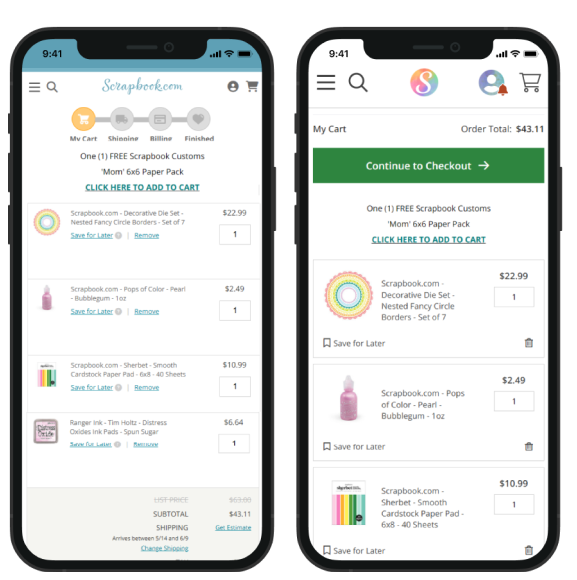 9:41
Scrapbook.com
My Cart Shipping Billing Finished
One (1) FREE Scrapbook Customs
'Mom' 6x6 Paper Pack
CLICK HERE TO ADD TO CART
Scrapbook.com - Decorative Die Set -
Nested Fancy Circle Borders - Set of 7
$22.99
Save for Later | Remove
1
Scrapbook.com - Pops of Color - Pearl
- Bubblegum - 1oz
$2.49
Save for Later | Remove
1
Scrapbook.com - Sherbet - Smooth
Cardstock Paper Pad - 6x8 - 40 Sheets
$10.99
Save for Later | Remove
1
Ranger Ink - Tim Holtz - Distress
Oxides Ink Pads - Spun Sugar
$6.64
Save for Later | Remove
1
LIST PRICE $63.00
SUBTOTAL $43.11
SHIPPING Get Estimate
Arrives between 5/14 and 6/9
Change Shipping
9:41
S
My Cart Order Total: $43.11
Continue to Checkout →
One (1) FREE Scrapbook Customs
'Mom' 6x6 Paper Pack
CLICK HERE TO ADD TO CART
Scrapbook.com -
Decorative Die Set -
Nested Fancy Circle
Borders - Set of 7
$22.99
1
Save for Later
Scrapbook.com - Pops
of Color - Pearl -
Bubblegum - 1oz
$2.49
1
Save for Later
Scrapbook.com -
Sherbet - Smooth
Cardstock Paper Pad -
6x8 - 40 Sheets
$10.99
1
Save for Later